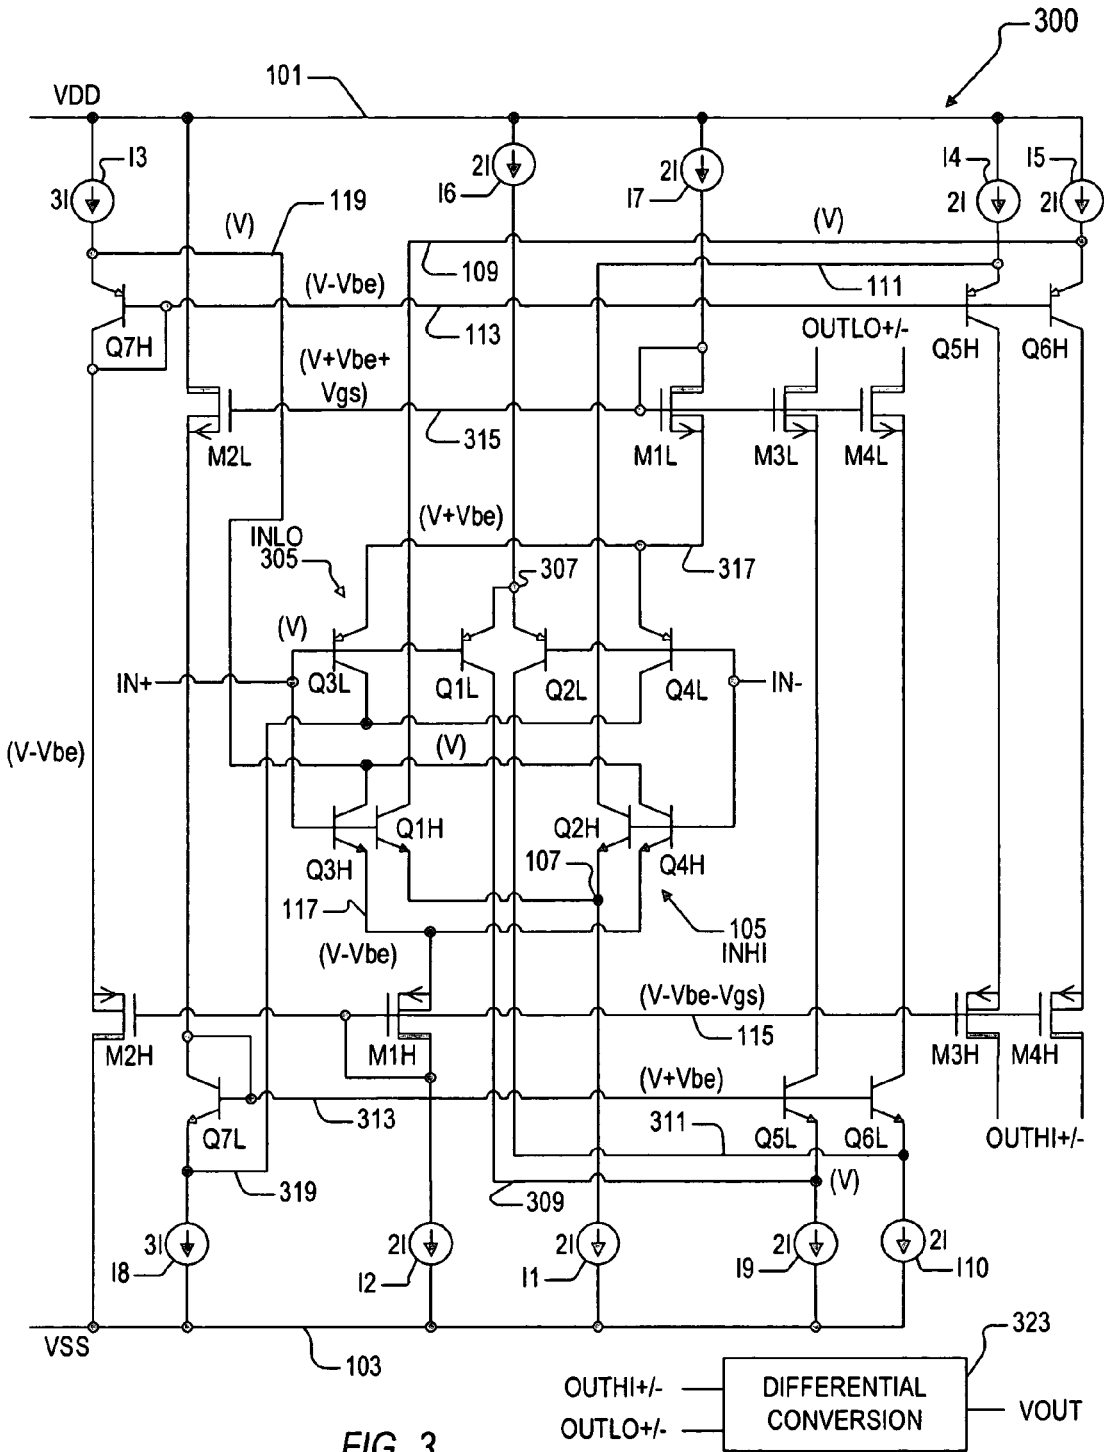 300
101
VDD
I3
3I
119
(V)
2I
I6
2I
I7
I4
2I
I5
2I
(V)
109
111
(V-Vbe)
113
Q7H
OUTLO+/-
Q5H
Q6H
(V+Vbe+
Vgs)
315
M2L
M1L
M3L
M4L
(V+Vbe)
INLO
305
307
317
(V)
IN+
Q3L
Q1L
Q2L
Q4L
IN-
(V-Vbe)
(V)
Q1H
Q2H
Q3H
Q4H
107
117
105
INHI
(V-Vbe)
(V-Vbe-Vgs)
115
M2H
M1H
M3H
M4H
(V+Vbe)
313
Q7L
311
Q5L
Q6L
OUTHI+/-
319
309
(V)
3I
I8
2I
I2
2I
I1
2I
I9
2I
I10
VSS
103
323
OUTHI+/-
OUTLO+/-
DIFFERENTIAL
CONVERSION
VOUT
FIG. 3